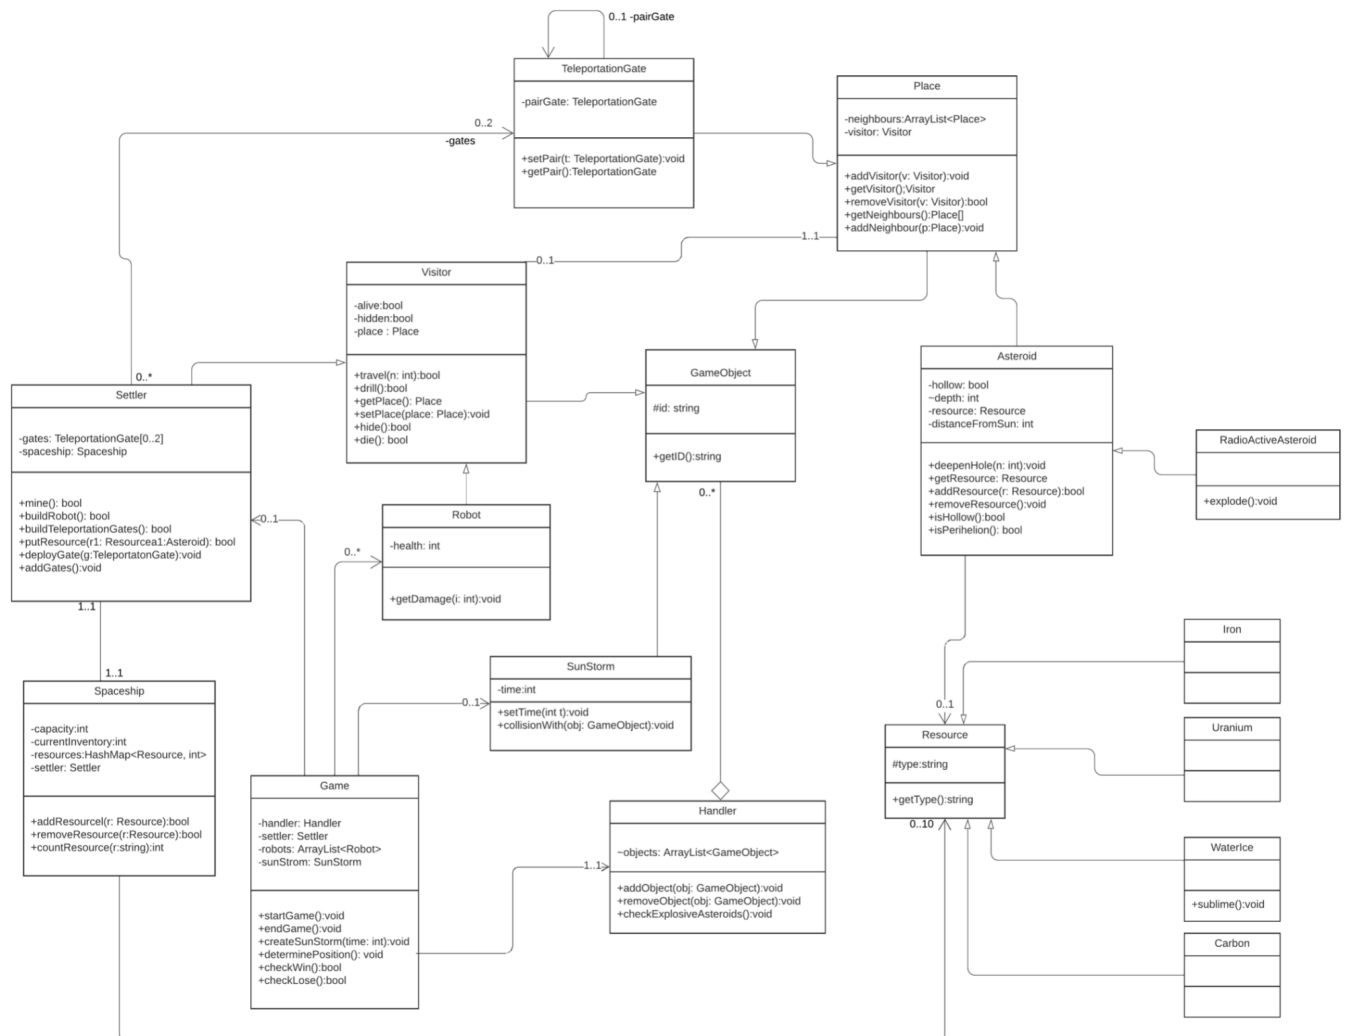 0..1 -pairGate
TeleportationGate
-pairGate: TeleportationGate
+setPair(t: TeleportationGate):void
+getPair():TeleportationGate
0..2
-gates
Place
-neighbours:ArrayList<Place>
-visitor: Visitor
+addVisitor(v: Visitor):void
+getVisitor();Visitor
+removeVisitor(v: Visitor):bool
+getNeighbours():Place[]
+addNeighbour(p:Place):void
1..1
0..1
Visitor
-alive:bool
-hidden:bool
-place : Place
+travel(n: int):bool
+drill():bool
+getPlace(): Place
+setPlace(place: Place):void
+hide():bool
+die(): bool
GameObject
#id: string
+getID():string
0..*
Asteroid
-hollow: bool
~depth: int
-resource: Resource
-distanceFromSun: int
+deepenHole(n: int):void
+getResource: Resource
+addResource(r: Resource):bool
+removeResource():void
+isHollow():bool
+isPerihelion(): bool
RadioActiveAsteroid
+explode():void
0..*
Settler
-gates: TeleportationGate[0..2]
-spaceship: Spaceship
+mine(): bool
+buildRobot(): bool
+buildTeleportationGates(): bool
+putResource(r1: Resourcea1:Asteroid): bool
+deployGate(g:TeleportatonGate):void
+addGates():void
0..1
1..1
1..1
Robot
-health: int
+getDamage(i: int):void
0..*
SunStorm
-time:int
+setTime(int t):void
+collisionWith(obj: GameObject):void
0..1
Spaceship
-capacity:int
-currentInventory:int
-resources:HashMap<Resource, int>
-settler: Settler
+addResourcel(r: Resource):bool
+removeResource(r:Resource):bool
+countResource(r:string):int
Game
-handler: Handler
-settler: Settler
-robots: ArrayList<Robot>
-sunStrom: SunStorm
+startGame():void
+endGame():void
+createSunStorm(time: int):void
+determinePosition(): void
+checkWin():bool
+checkLose():bool
1..1
Handler
~objects: ArrayList<GameObject>
+addObject(obj: GameObject):void
+removeObject(obj: GameObject):void
+checkExplosiveAsteroids():void
0..1
Resource
#type:string
+getType():string
0..10
Iron
Uranium
WaterIce
+sublime():void
Carbon